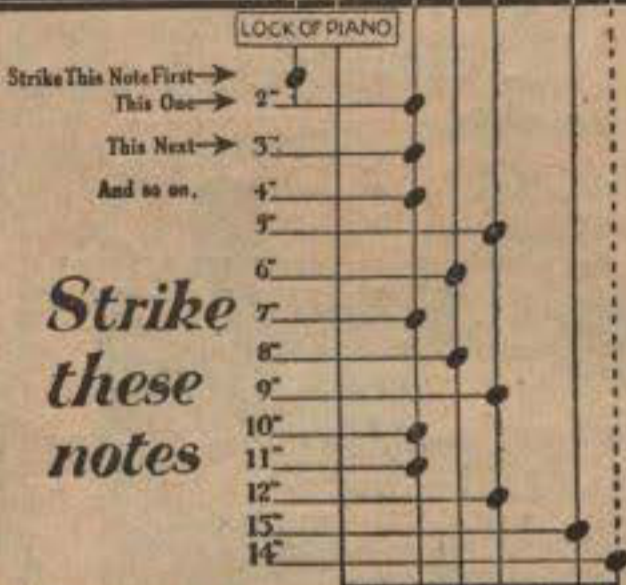 LOCK OF PIANO
Strike This Note First
This One 2"
This Next 3"
And so on. 4"
5"
6"
Strike 7"
these 8"
9"
notes 10"
11"
12"
13"
14"